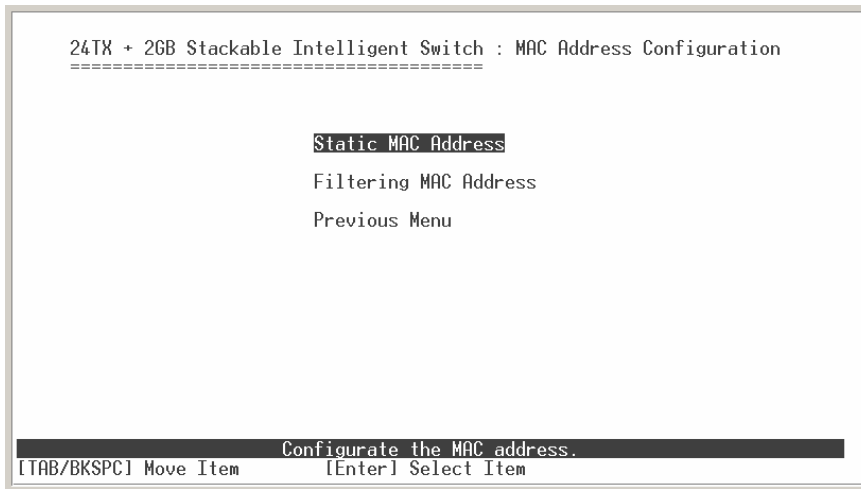 24TX + 2GB Stackable Intelligent Switch : MAC Address Configuration
=======================================
Static MAC Address
Filtering MAC Address
Previous Menu
Configurate the MAC address.
[TAB/BKSPC] Move Item [Enter] Select Item